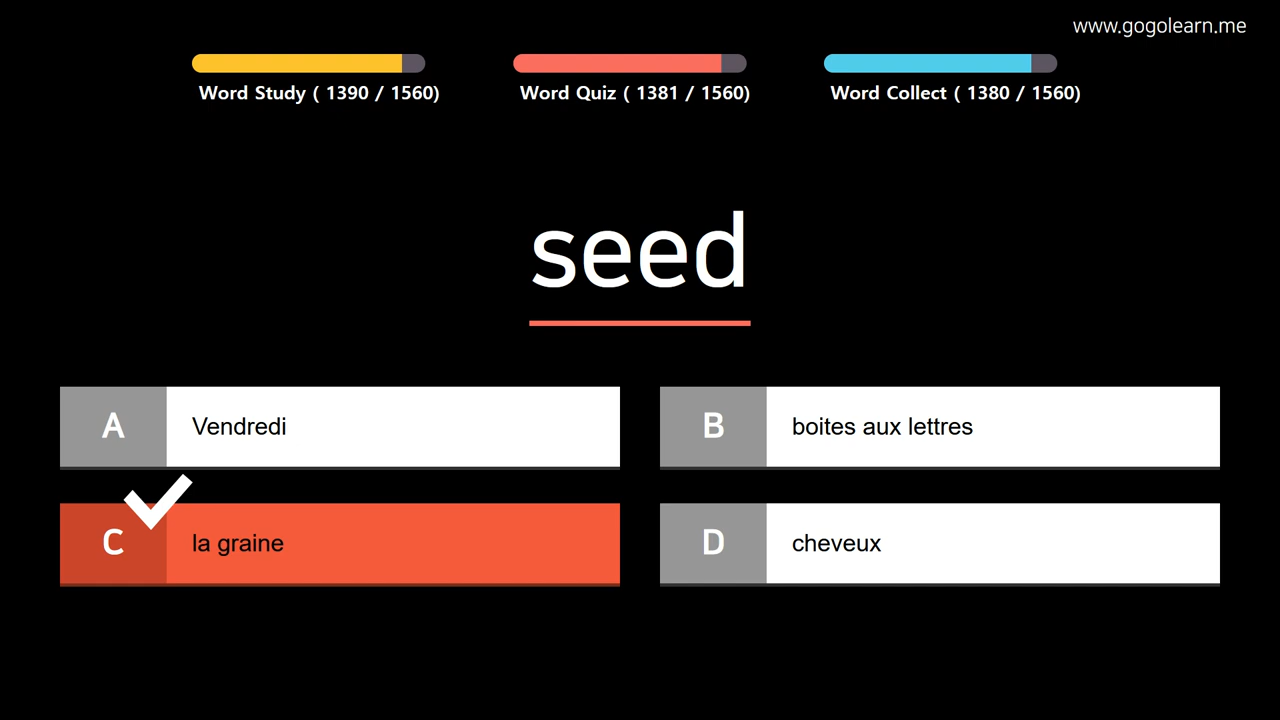 www.gogolearn.me
Word Study ( 1390 / 1560)
Word Quiz ( 1381 / 1560)
Word Collect ( 1380 / 1560)
seed
A Vendredi
B boites aux lettres
C la graine
D cheveux